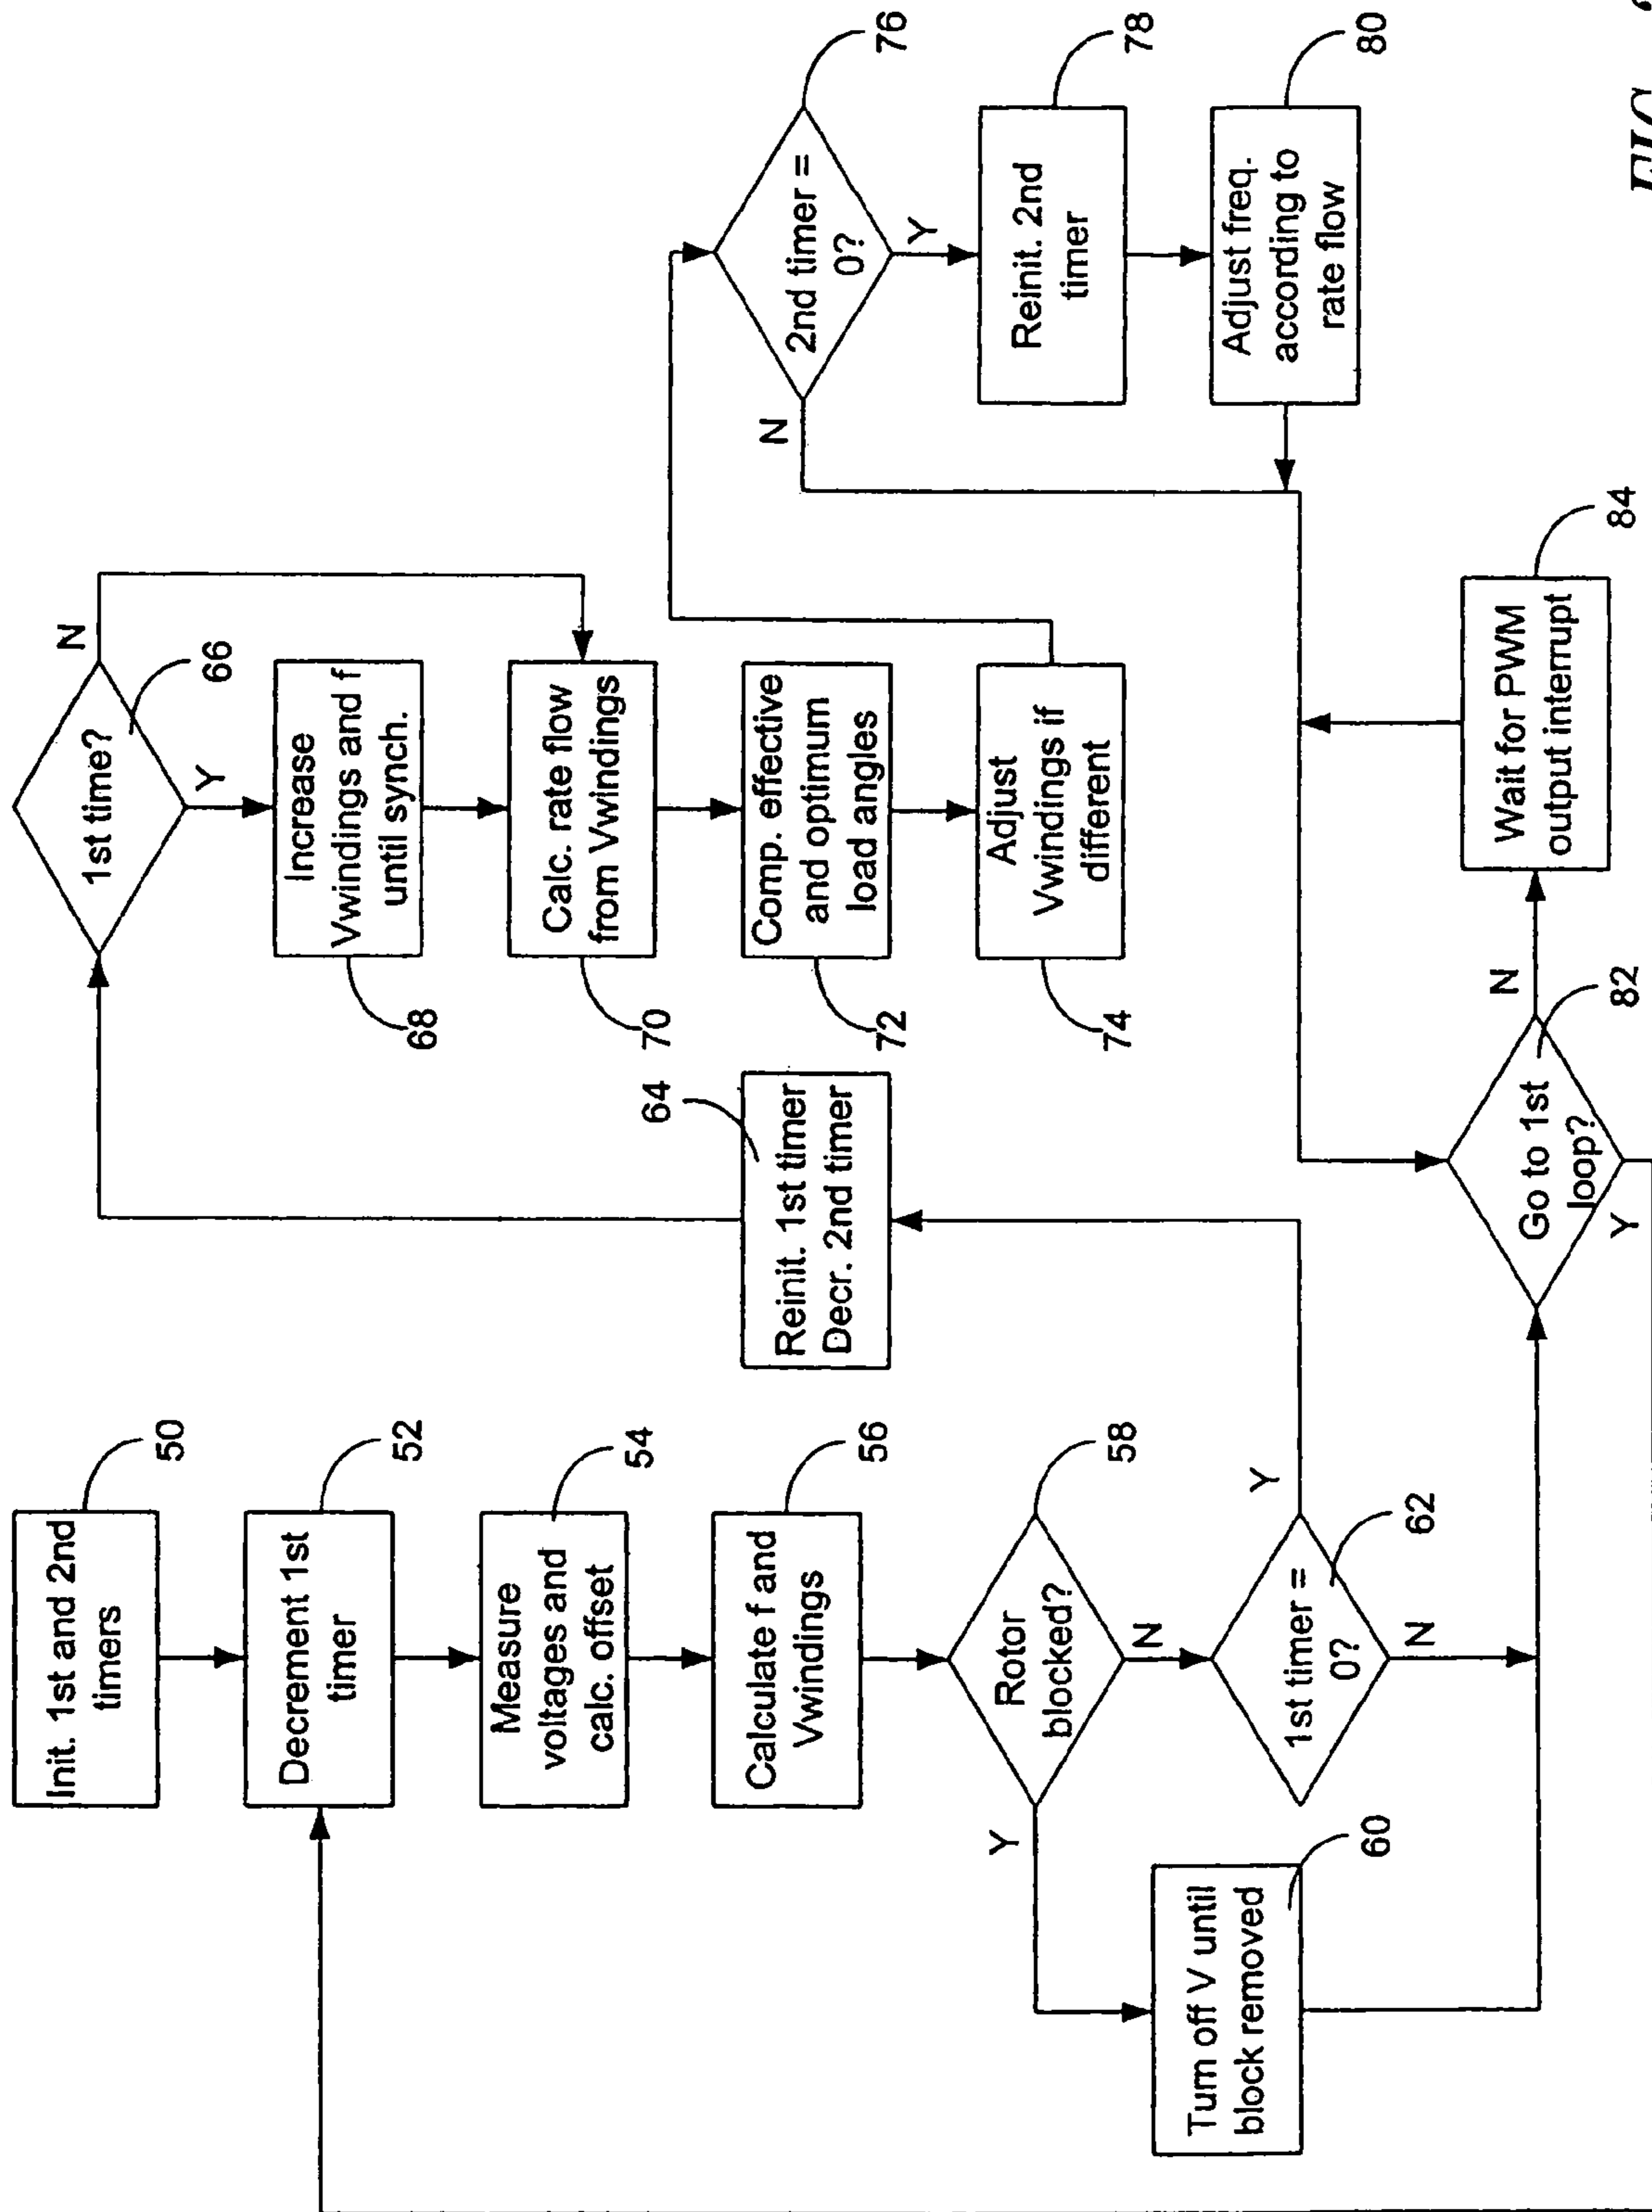 Init. 1st and 2nd
timers
50
Decrement 1st
timer
52
Measure
voltages and
calc. offset
54
Calculate f and
Vwindings
56
Rotor
blocked?
58
Y
N
Turn off V until
block removed
60
1st timer =
0?
62
Y
N
Reinit. 1st timer
Decr. 2nd timer
64
1st time?
66
N
Y
Increase
Vwindings and f
until synch.
68
Calc. rate flow
from Vwindings
70
Comp. effective
and optimum
load angles
72
Adjust
Vwindings if
different
74
2nd timer =
0?
76
N
Y
Reinit. 2nd
timer
78
Adjust freq.
according to
rate flow
80
Go to 1st
loop?
82
N
Y
Wait for PWM
output interrupt
84
FIG.